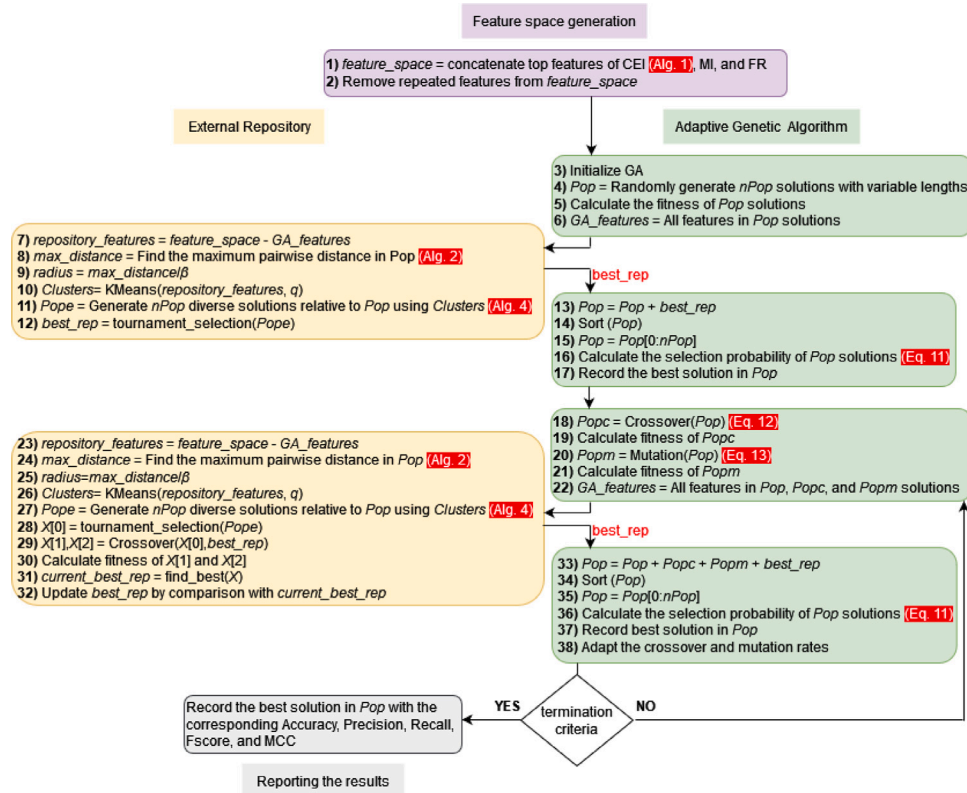 Feature space generation
1) feature_space = concatenate top features of CEI (Alg. 1), MI, and FR
2) Remove repeated features from feature_space
External Repository
Adaptive Genetic Algorithm
3) Initialize GA
4) Pop = Randomly generate nPop solutions with variable lengths
5) Calculate the fitness of Pop solutions
6) GA_features = All features in Pop solutions
7) repository_features = feature_space - GA_features
8) max_distance = Find the maximum pairwise distance in Pop (Alg. 2)
9) radius = max_distance/β
10) Clusters= KMeans(repository_features, q)
11) Pope = Generate nPop diverse solutions relative to Pop using Clusters (Alg. 4)
12) best_rep = tournament_selection(Pope)
best_rep
13) Pop = Pop + best_rep
14) Sort (Pop)
15) Pop = Pop[0:nPop]
16) Calculate the selection probability of Pop solutions (Eq. 11)
17) Record the best solution in Pop
18) Popc = Crossover(Pop) (Eq. 12)
19) Calculate fitness of Popc
20) Popm = Mutation(Pop) (Eq. 13)
21) Calculate fitness of Popm
22) GA_features = All features in Pop, Popc, and Popm solutions
23) repository_features = feature_space - GA_features
24) max_distance = Find the maximum pairwise distance in Pop (Alg. 2)
25) radius=max_distance/β
26) Clusters= KMeans(repository_features, q)
27) Pope = Generate nPop diverse solutions relative to Pop using Clusters (Alg. 4)
28) X[0] = tournament_selection(Pope)
29) X[1],X[2] = Crossover(X[0],best_rep)
30) Calculate fitness of X[1] and X[2]
31) current_best_rep = find_best(X)
32) Update best_rep by comparison with current_best_rep
best_rep
33) Pop = Pop + Popc + Popm + best_rep
34) Sort (Pop)
35) Pop = Pop[0:nPop]
36) Calculate the selection probability of Pop solutions (Eq. 11)
37) Record best solution in Pop
38) Adapt the crossover and mutation rates
termination
criteria
YES
NO
Record the best solution in Pop with the
corresponding Accuracy, Precision, Recall,
Fscore, and MCC
Reporting the results